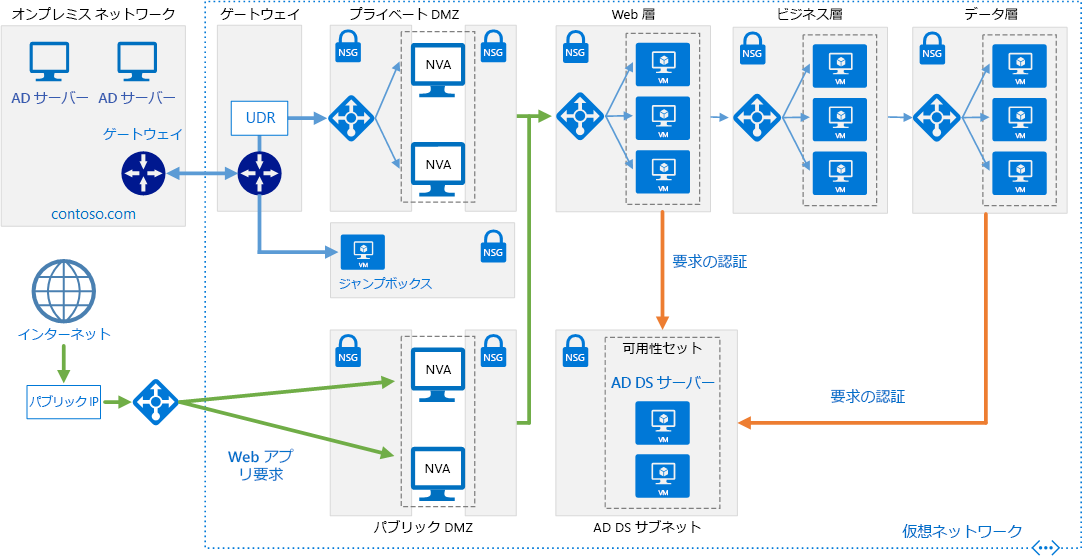 オンプレミス ネットワーク
ゲートウェイ
プライベート DMZ
Web 層
ビジネス層
データ層
AD サーバー
AD サーバー
ゲートウェイ
contoso.com
UDR
NSG
NSG
NVA
NVA
NSG
VM
VM
VM
NSG
VM
VM
VM
NSG
VM
VM
VM
VM
ジャンプボックス
NSG
要求の認証
インターネット
パブリック IP
Web アプ
リ要求
NSG
NSG
NVA
NVA
パブリック DMZ
NSG
可用性セット
AD DS サーバー
VM
VM
AD DS サブネット
要求の認証
仮想ネットワーク